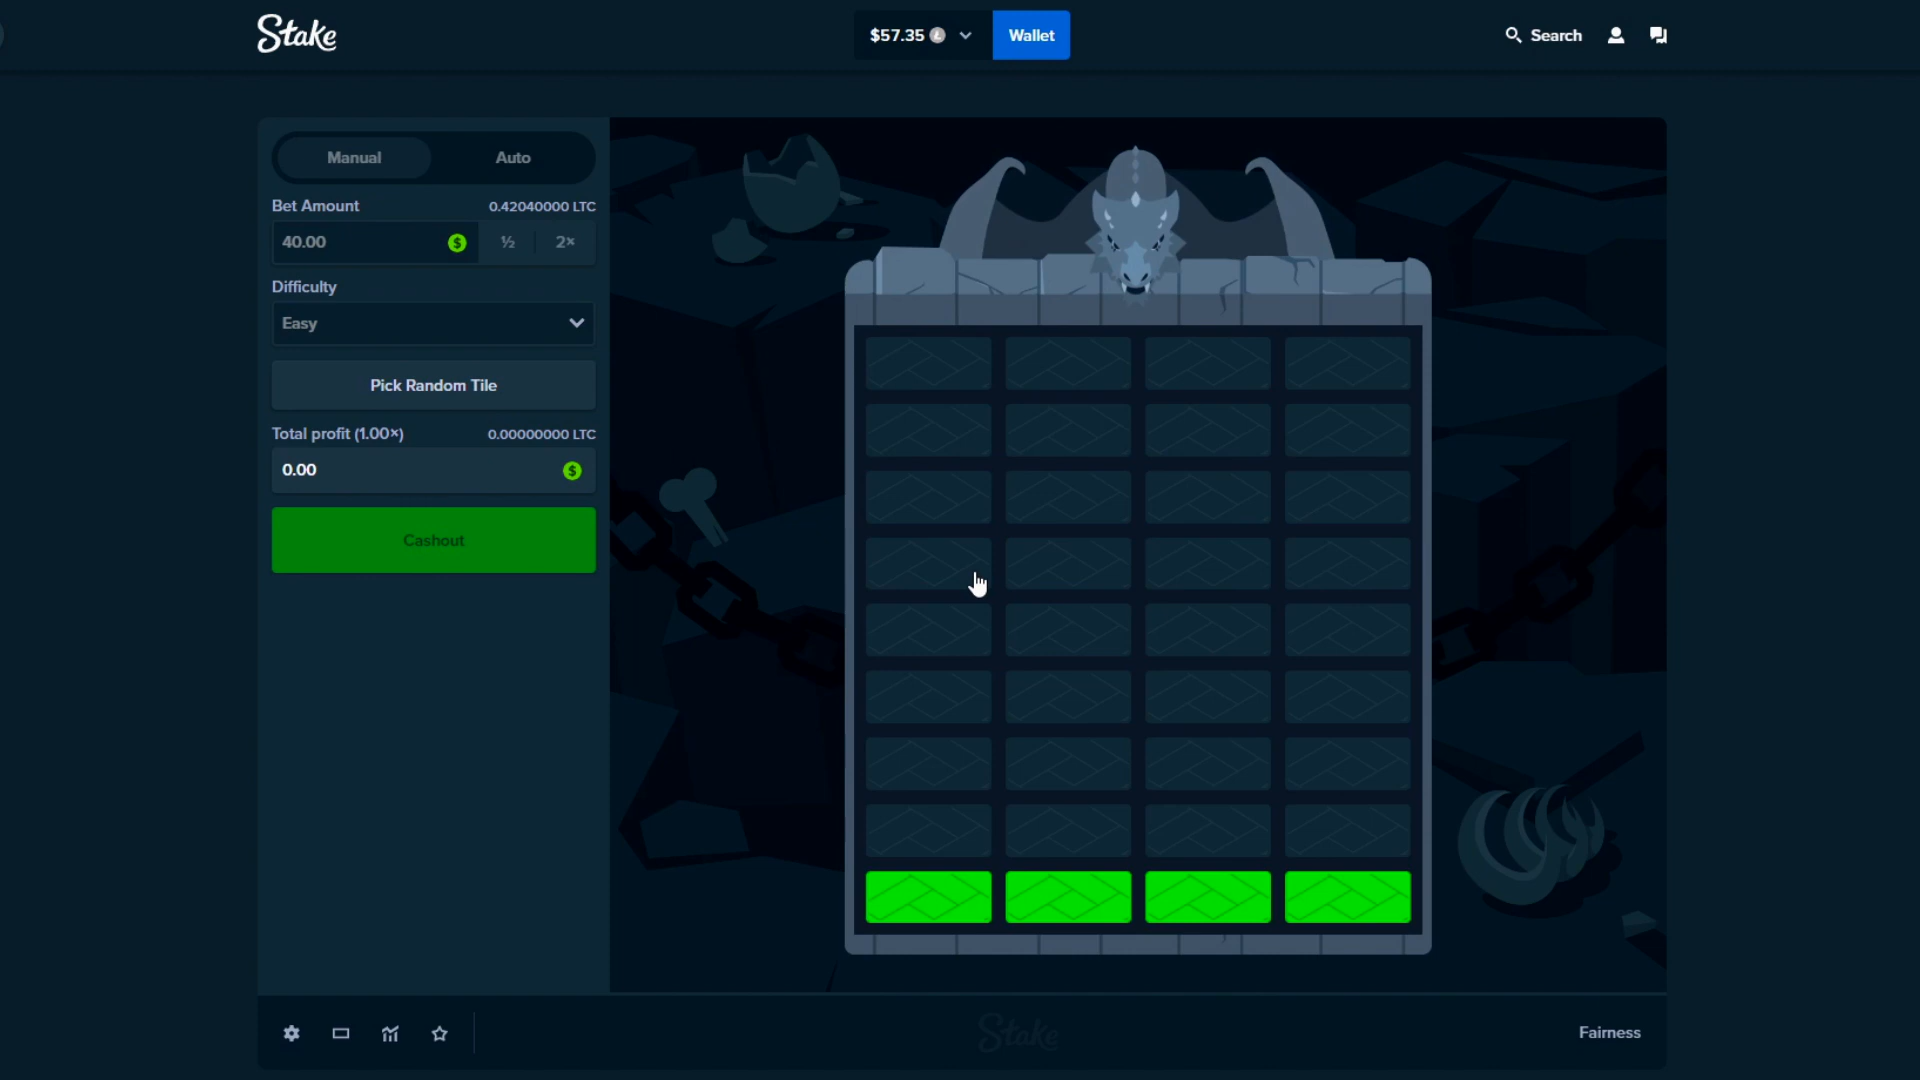 Stake
$57.35
Wallet
Search
Manual
Auto
Bet Amount
0.42040000 LTC
40.00
$
½
2×
Difficulty
Easy
Pick Random Tile
Total profit (1.00×)
0.00000000 LTC
0.00
$
Cashout
Stake
Fairness